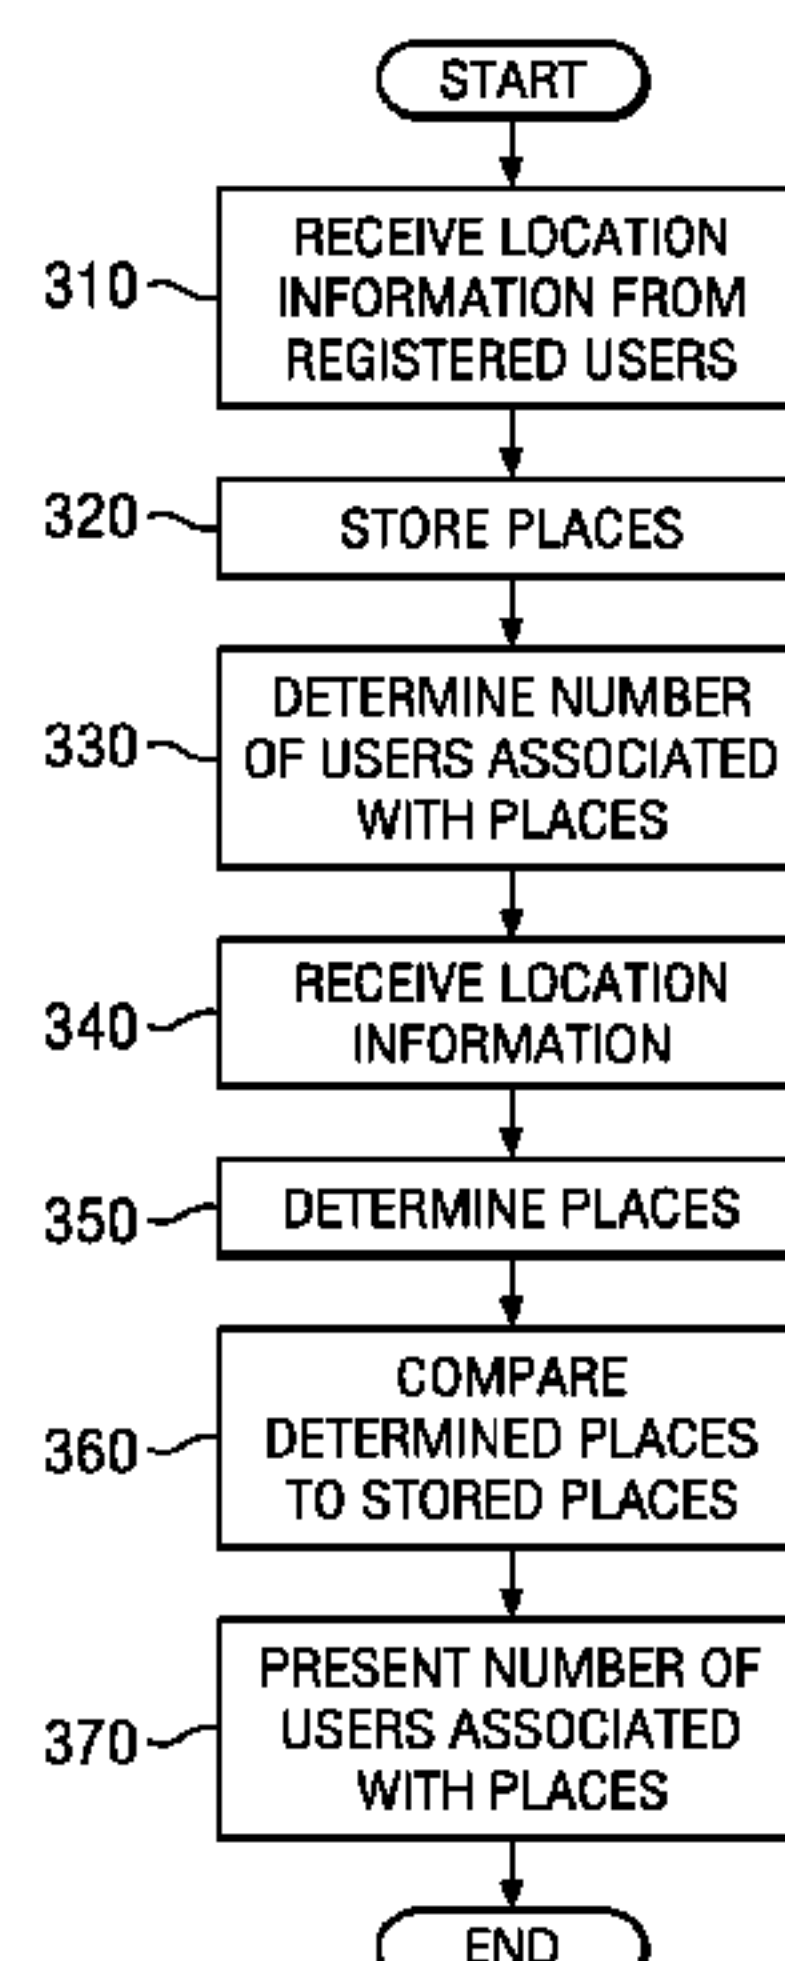 START
310
RECEIVE LOCATION
INFORMATION FROM
REGISTERED USERS
320
STORE PLACES
330
DETERMINE NUMBER
OF USERS ASSOCIATED
WITH PLACES
340
RECEIVE LOCATION
INFORMATION
350
DETERMINE PLACES
360
COMPARE
DETERMINED PLACES
TO STORED PLACES
370
PRESENT NUMBER OF
USERS ASSOCIATED
WITH PLACES
END